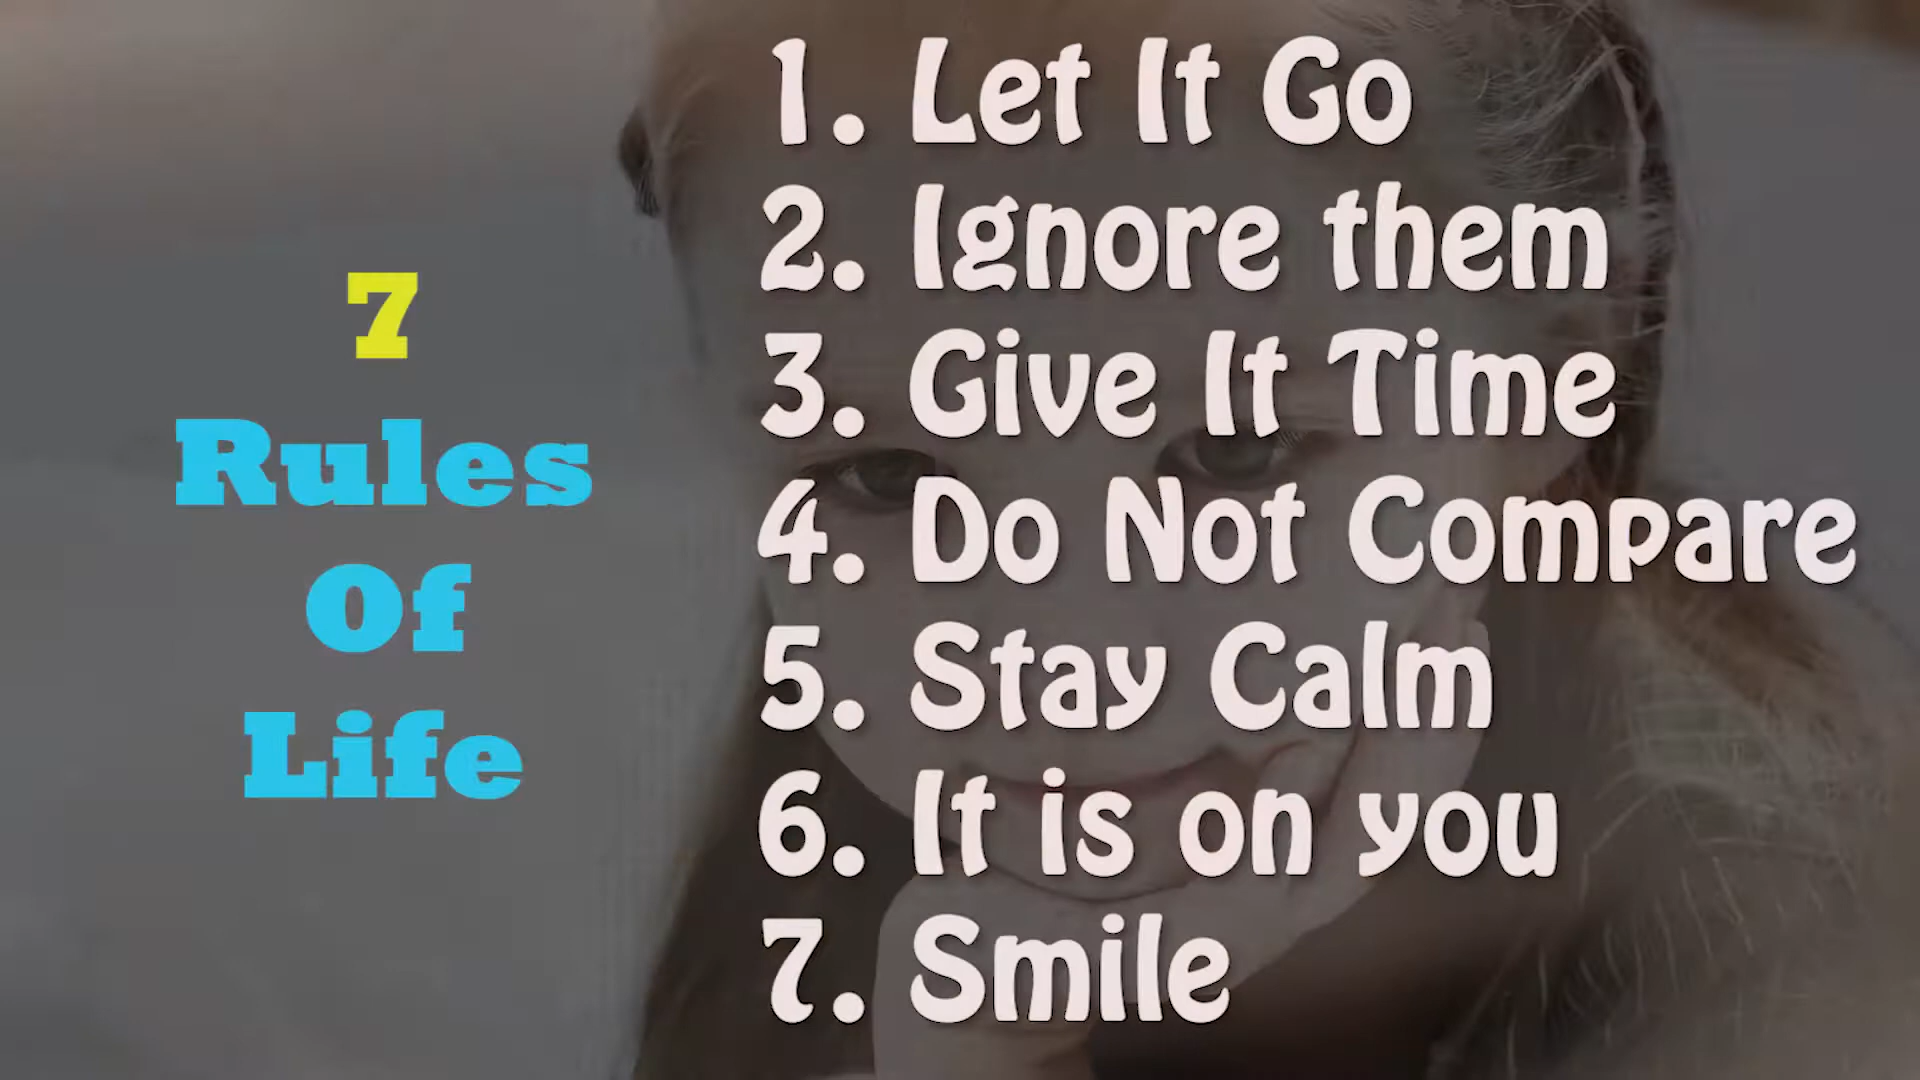 7
Rules
Of
Life
1. Let It Go
2. Ignore them
3. Give It Time
4. Do Not Compare
5. Stay Calm
6. It is on you
7. Smile